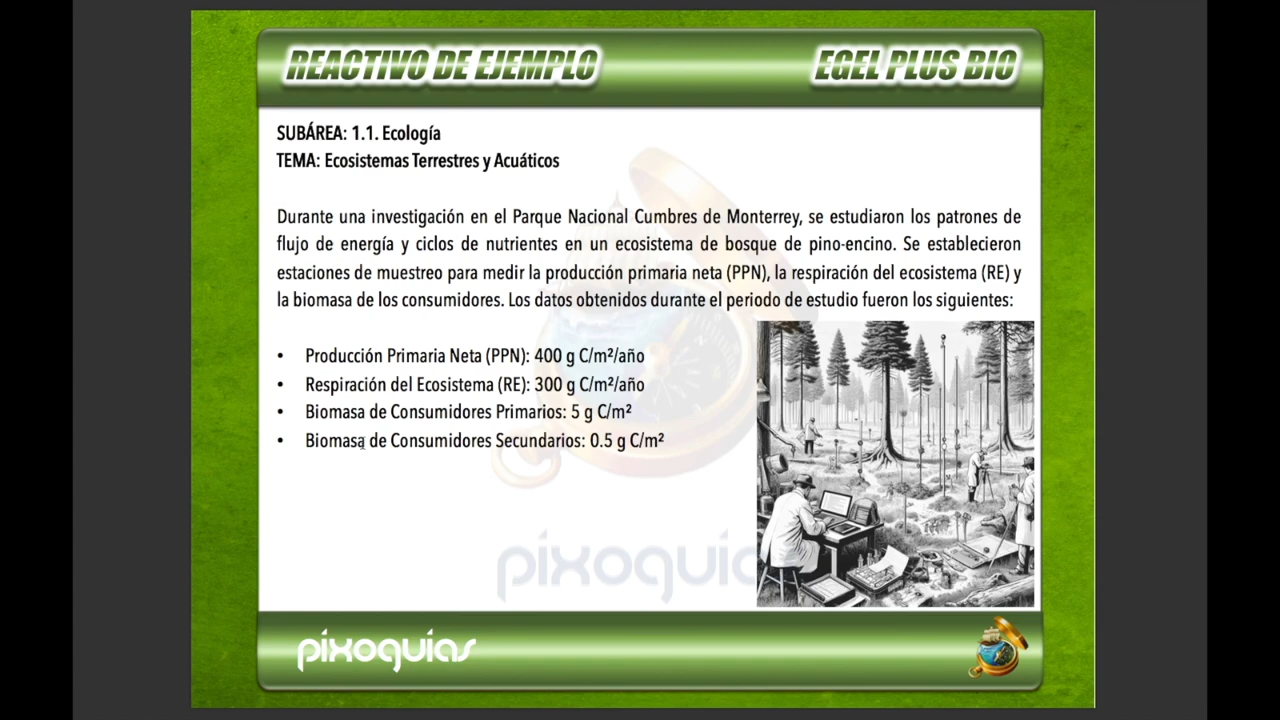 REACTIVO DE EJEMPLO
EGEL PLUS BIO
SUBÁREA: 1.1. Ecología
TEMA: Ecosistemas Terrestres y Acuáticos
Durante una investigación en el Parque Nacional Cumbres de Monterrey, se estudiaron los patrones de
flujo de energía y ciclos de nutrientes en un ecosistema de bosque de pino-encino. Se establecieron
estaciones de muestreo para medir la producción primaria neta (PPN), la respiración del ecosistema (RE) y
la biomasa de los consumidores. Los datos obtenidos durante el periodo de estudio fueron los siguientes:
• Producción Primaria Neta (PPN): 400 g C/m²/año
• Respiración del Ecosistema (RE): 300 g C/m²/año
• Biomasa de Consumidores Primarios: 5 g C/m²
• Biomasa de Consumidores Secundarios: 0.5 g C/m²
pixoguias
pixoguias